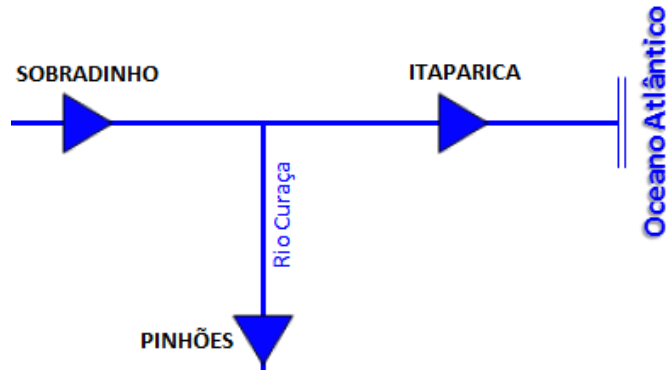 SOBRADINHO
ITAPARICA
Oceano Atlântico
Rio Curaça
PINHÕES